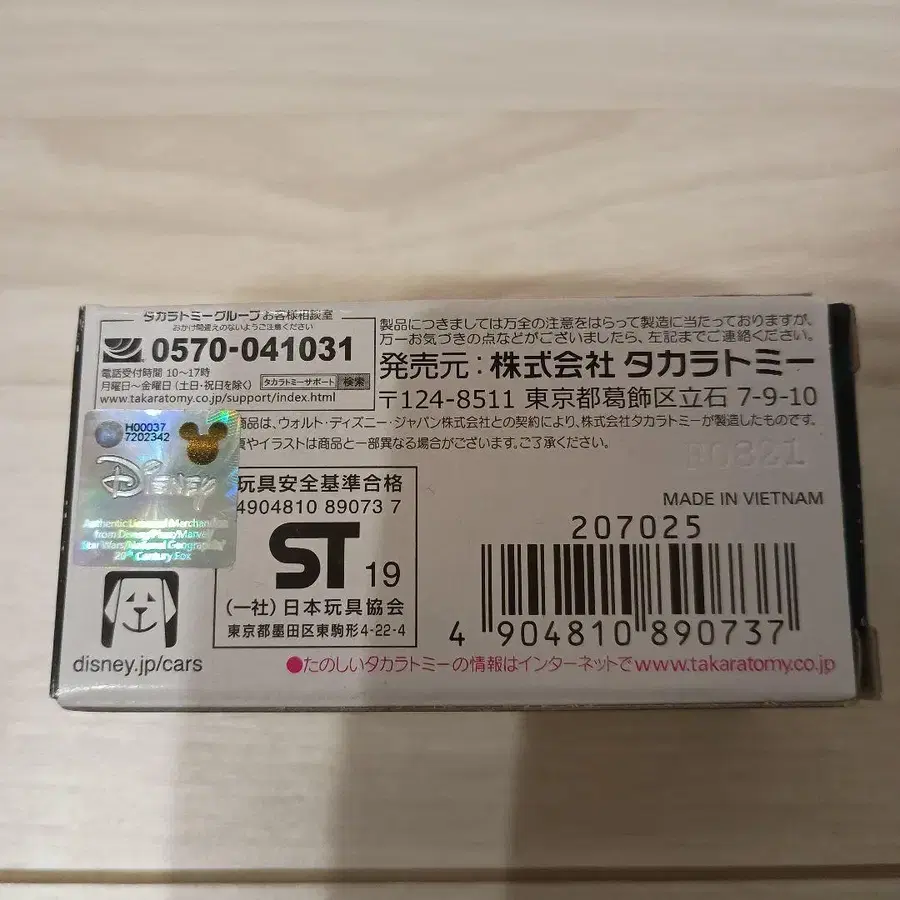 タカラトミーグループ お客様相談室
おかけ間違えのないようご注意ください
0570-041031
電話受付時間 10～17時
月曜日～金曜日 (土日・祝日を除く) タカラトミーサポート 検索
www.takaratomy.co.jp/support/index.html
製品につきましては万全の注意をはらって製造に当たっておりますが、
万一お気づきの点などがございましたら、左記までご連絡ください。
発売元：株式会社 タカラトミー
〒124-8511 東京都葛飾区立石 7-9-10
商品は、ウォルト・ディズニー・ジャパン株式会社との契約により、株式会社タカラトミーが製造したものです。
真やイラストは商品と一部異なる場合がございます。ご了承ください。
H00037
7202342
Disney
Authentic Licensed Merchandise
from Disney/Pixar/Marvel
Star Wars/National Geographic/
20th Century Fox
玩具安全基準合格
4904810 89073 7
ST 19
(一社) 日本玩具協会
東京都墨田区東駒形4-22-4
disney.jp/cars
MADE IN VIETNAM
207025
4 904810 890737
●たのしいタカラトミーの情報はインターネットで www.takaratomy.co.jp